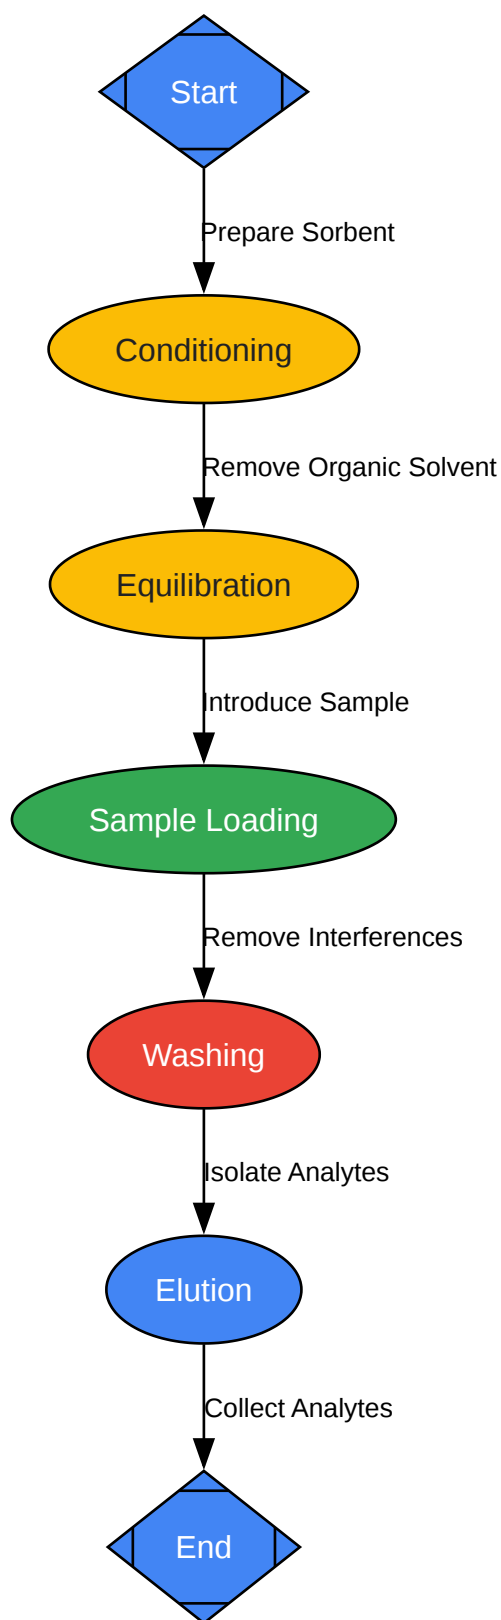 Start
Prepare Sorbent
Conditioning
Remove Organic Solvent
Equilibration
Introduce Sample
Sample Loading
Remove Interferences
Washing
Isolate Analytes
Elution
Collect Analytes
End